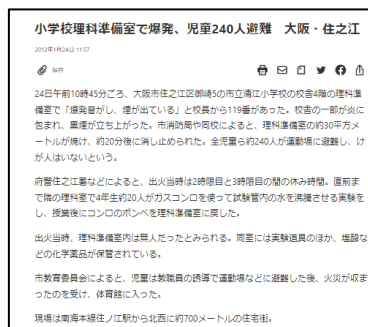 小学校理科準備室で爆発、児童240人避難　大阪・住之江
2012年1月24日 11:57
保存
24日午前10時45分ごろ、大阪市住之江区御崎5の市立清江小学校の校舎4階の理科準
備室で「爆発音がし、煙が出ている」と校長から119番があった。校舎の一部が炎に
包まれ、黒煙が立ち上がった。市消防局や同校によると、理科準備室の約30平方メ
ートルが焼け、約20分後に消し止められた。全児童ら約240人が運動場に避難し、け
が人はいないという。
府警住之江署などによると、出火当時は2時限目と3時限目の間の休み時間。直前ま
で隣の理科室で4年生約20人がガスコンロを使って試験管内の水を沸騰させる実験を
し、授業後にコンロのボンベを理科準備室に戻した。
出火当時、理科準備室内は無人だったとみられる。同室には実験道具のほか、塩酸な
どの化学薬品が保管されている。
市教育委員会によると、児童は教職員の誘導で運動場などに避難した後、火災が収ま
ったのを受け、体育館に入った。
現場は南海本線住ノ江駅から北西に約700メートルの住宅街。